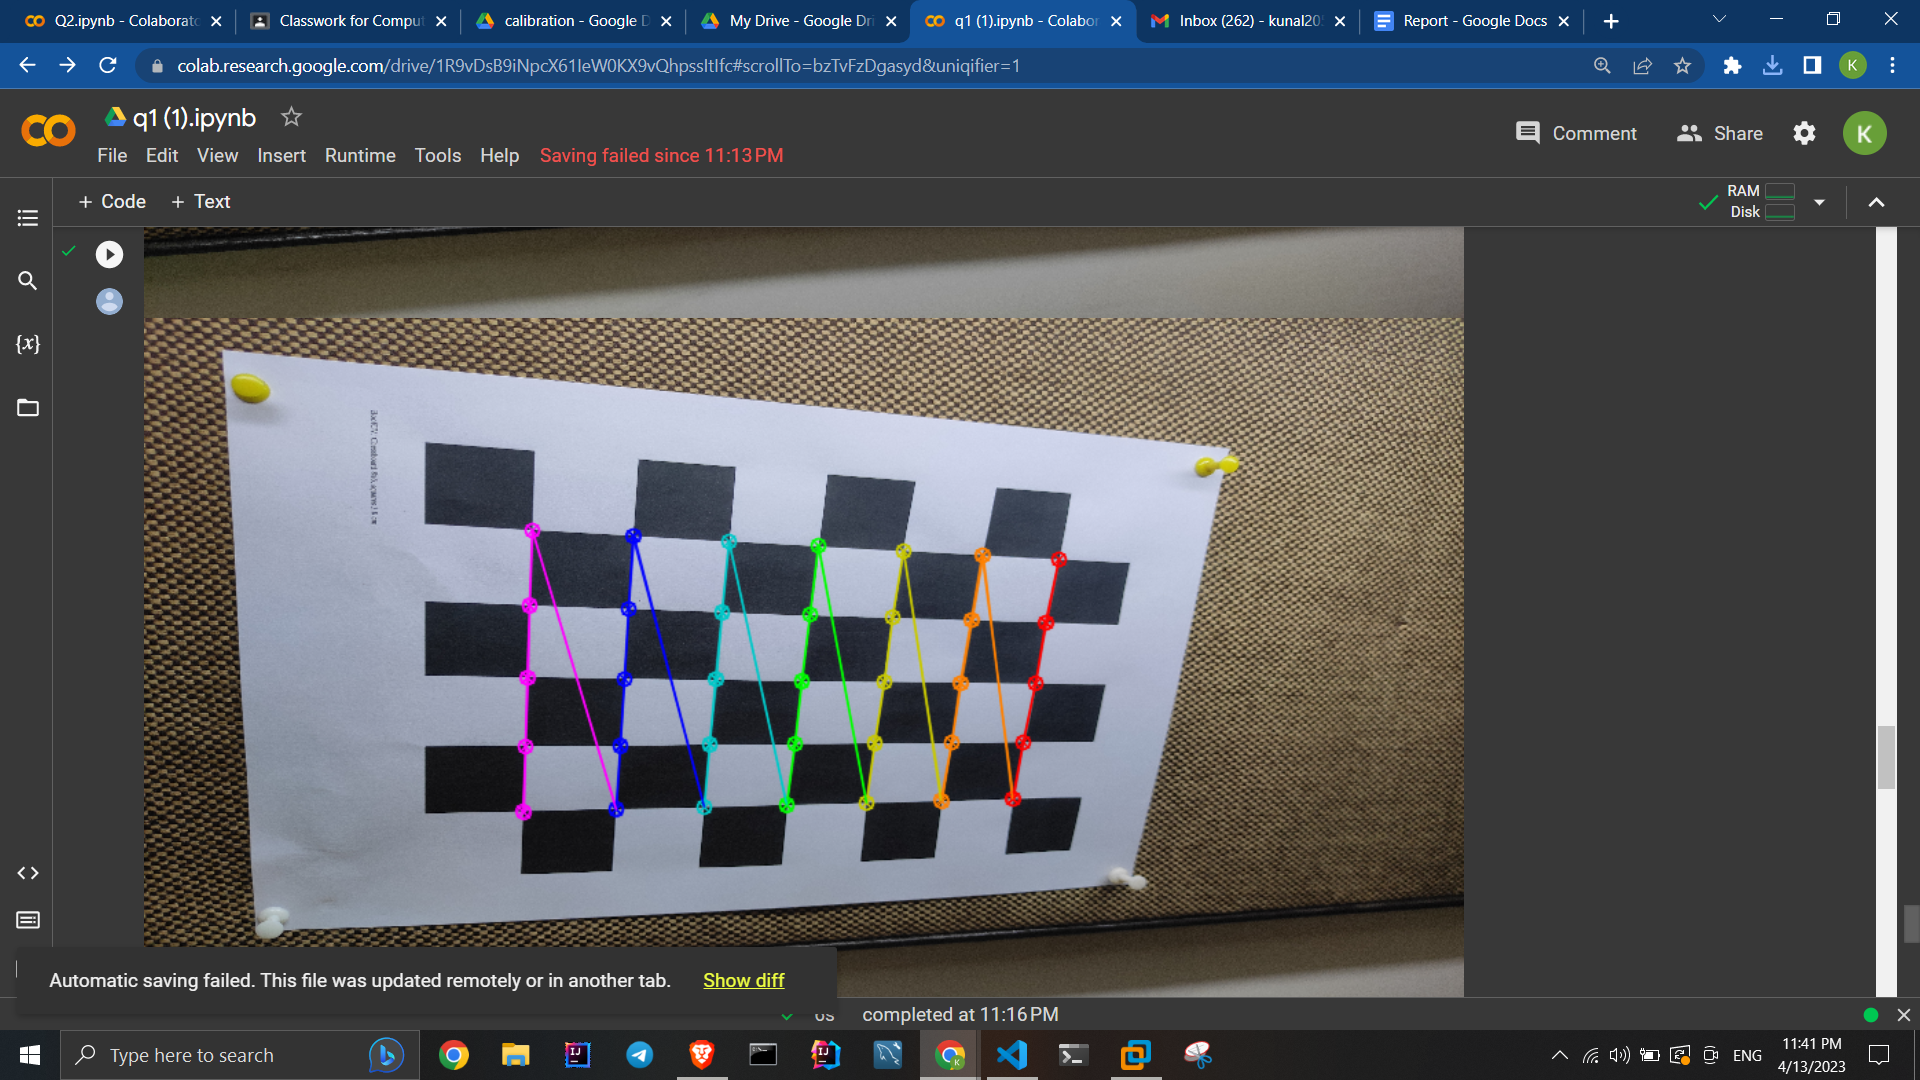 Q2.ipynb - Colaborato
Classwork for Comput
calibration - Google D
My Drive - Google Dri
q1 (1).ipynb - Colabor
Inbox (262) - kunal205
Report - Google Docs
colab.research.google.com/drive/1R9vDsB9iNpcX61IeW0KX9vQhpssItIfc#scrollTo=bzTvFzDgasyd&uniqifier=1
K
q1 (1).ipynb
Comment
Share
K
File Edit View Insert Runtime Tools Help Saving failed since 11:13 PM
+ Code + Text
RAM
Disk
{x}
Automatic saving failed. This file was updated remotely or in another tab. Show diff
completed at 11:16 PM
Type here to search
ENG
11:41 PM
4/13/2023